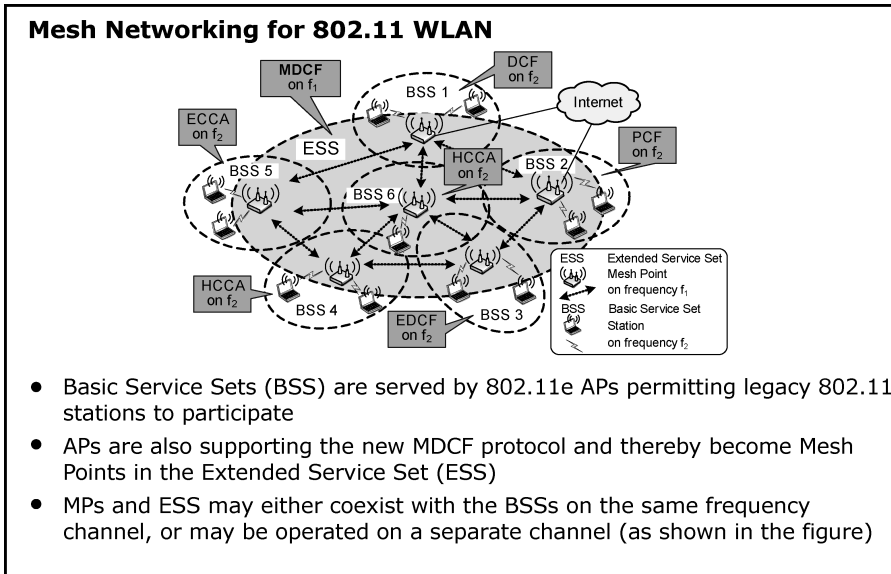 Mesh Networking for 802.11 WLAN
MDCF
on f1
DCF
on f2
BSS 1
Internet
ECCA
on f2
ESS
HCCA
on f2
PCF
on f2
BSS 5
BSS 2
BSS 6
HCCA
on f2
BSS 4
EDCF
on f2
BSS 3
ESS Extended Service Set
Mesh Point
on frequency f1
BSS Basic Service Set
Station
on frequency f2
• Basic Service Sets (BSS) are served by 802.11e APs permitting legacy 802.11
stations to participate
• APs are also supporting the new MDCF protocol and thereby become Mesh
Points in the Extended Service Set (ESS)
• MPs and ESS may either coexist with the BSSs on the same frequency
channel, or may be operated on a separate channel (as shown in the figure)